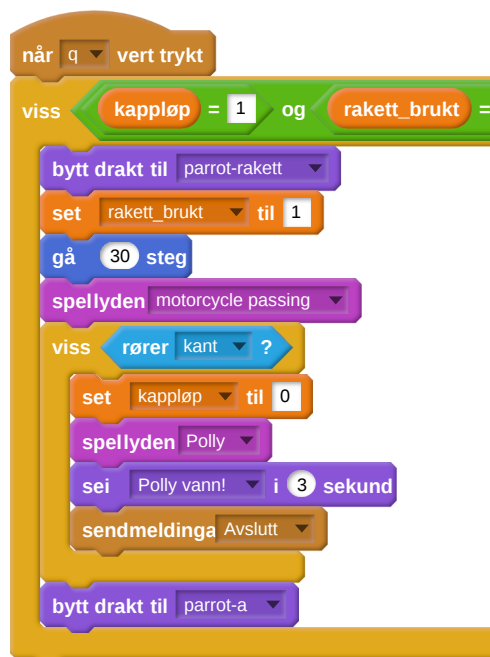 når q vert trykt
viss kappløp = 1 og rakett_brukt =
bytt drakt til parrot-rakett
set rakett_brukt til 1
gå 30 steg
spellyden motorcycle passing
viss rører kant ?
set kappløp til 0
spellyden Polly
sei Polly vann! i 3 sekund
sendmeldinga Avslutt
bytt drakt til parrot-a